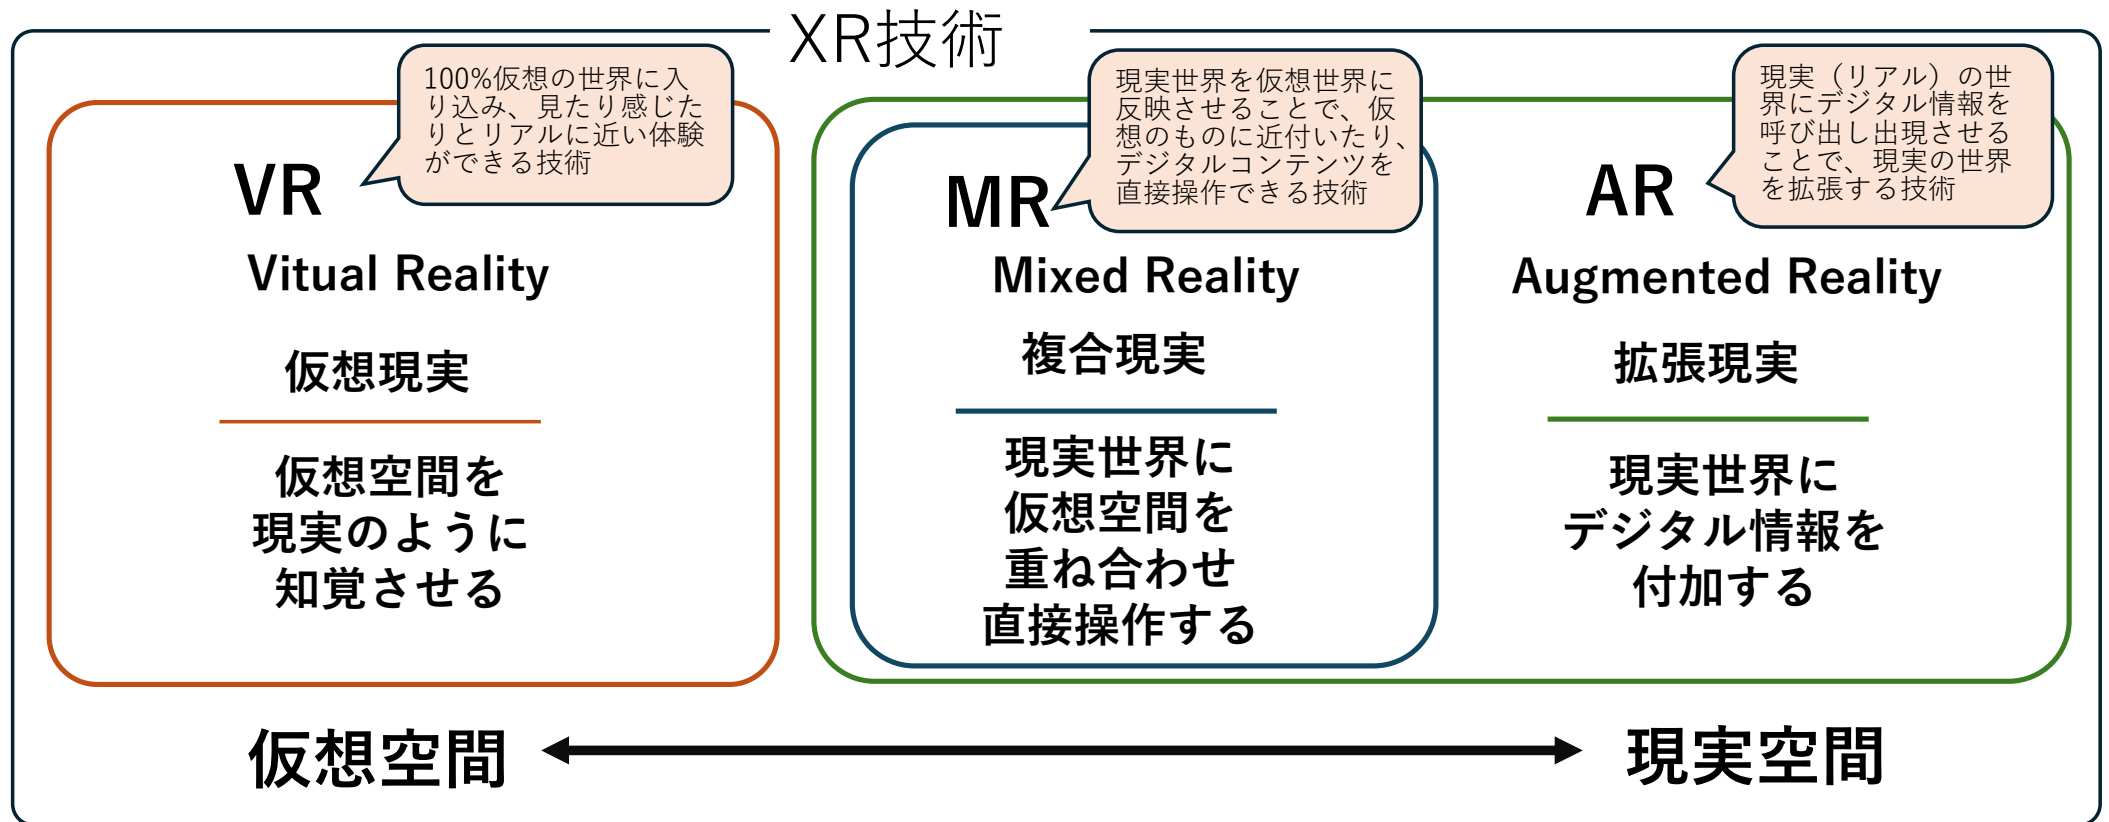 XR技術
100%仮想の世界に入
り込み、見たり感じた
りとリアルに近い体験
ができる技術
VR
Vitual Reality
仮想現実
仮想空間を
現実のように
知覚させる
現実世界を仮想世界に
反映させることで、仮
想のものに近付いたり、
デジタルコンテンツを
直接操作できる技術
MR
Mixed Reality
複合現実
現実世界に
仮想空間を
重ね合わせ
直接操作する
現実（リアル）の世
界にデジタル情報を
呼び出し出現させる
ことで、現実の世界
を拡張する技術
AR
Augmented Reality
拡張現実
現実世界に
デジタル情報を
付加する
仮想空間
現実空間